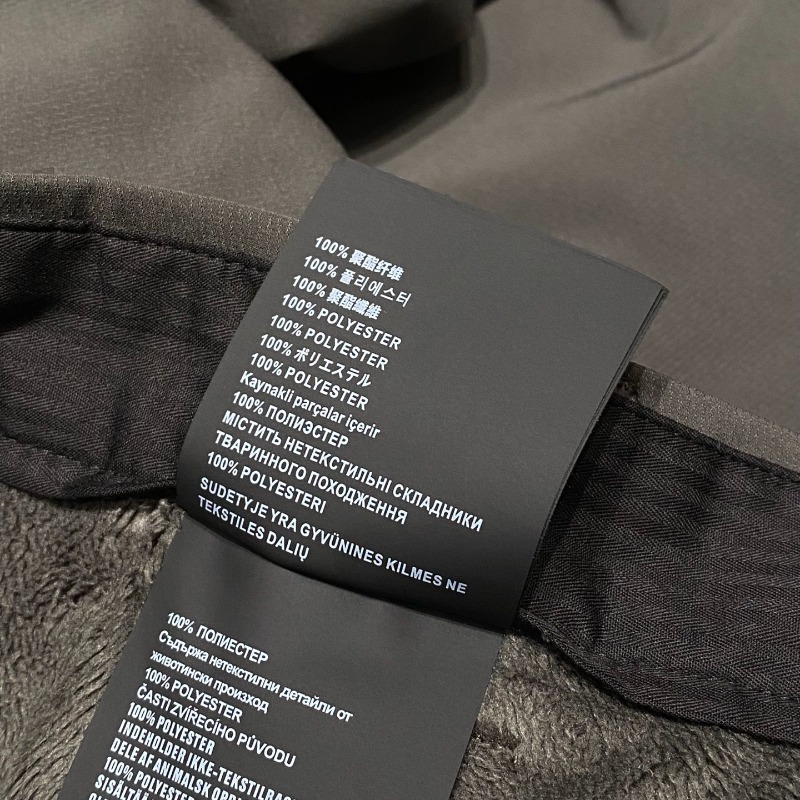 100% 聚酯纤维
100% 폴리에스터
100% 聚酯纖維
100% POLYESTER
100% POLYESTER
100% ポリエステル
100% POLYESTER
Kaynakli parçalar içerir
100% ПОЛИЭСТЕР
МІСТИТЬ НЕТЕКСТИЛЬНІ СКЛАДНИКИ
ТВАРИННОГО ПОХОДЖЕННЯ
100% POLYESTERI
SUDETYJE YRA GYVŪNINES KILMES NE
TEKSTILES DALIŲ
100% ПОЛИЕСТЕР
Съдържа нетекстилни детайли от
животински произход
100% POLYESTER
ČASTI ZVÍŘECÍHO PŮVODU
100% POLYESTER
INDEHOLDER IKKE-TEKSTILBAS
DELE AF ANIMALSK OPR
100% POLYESTER
SISÄLTÄÄ